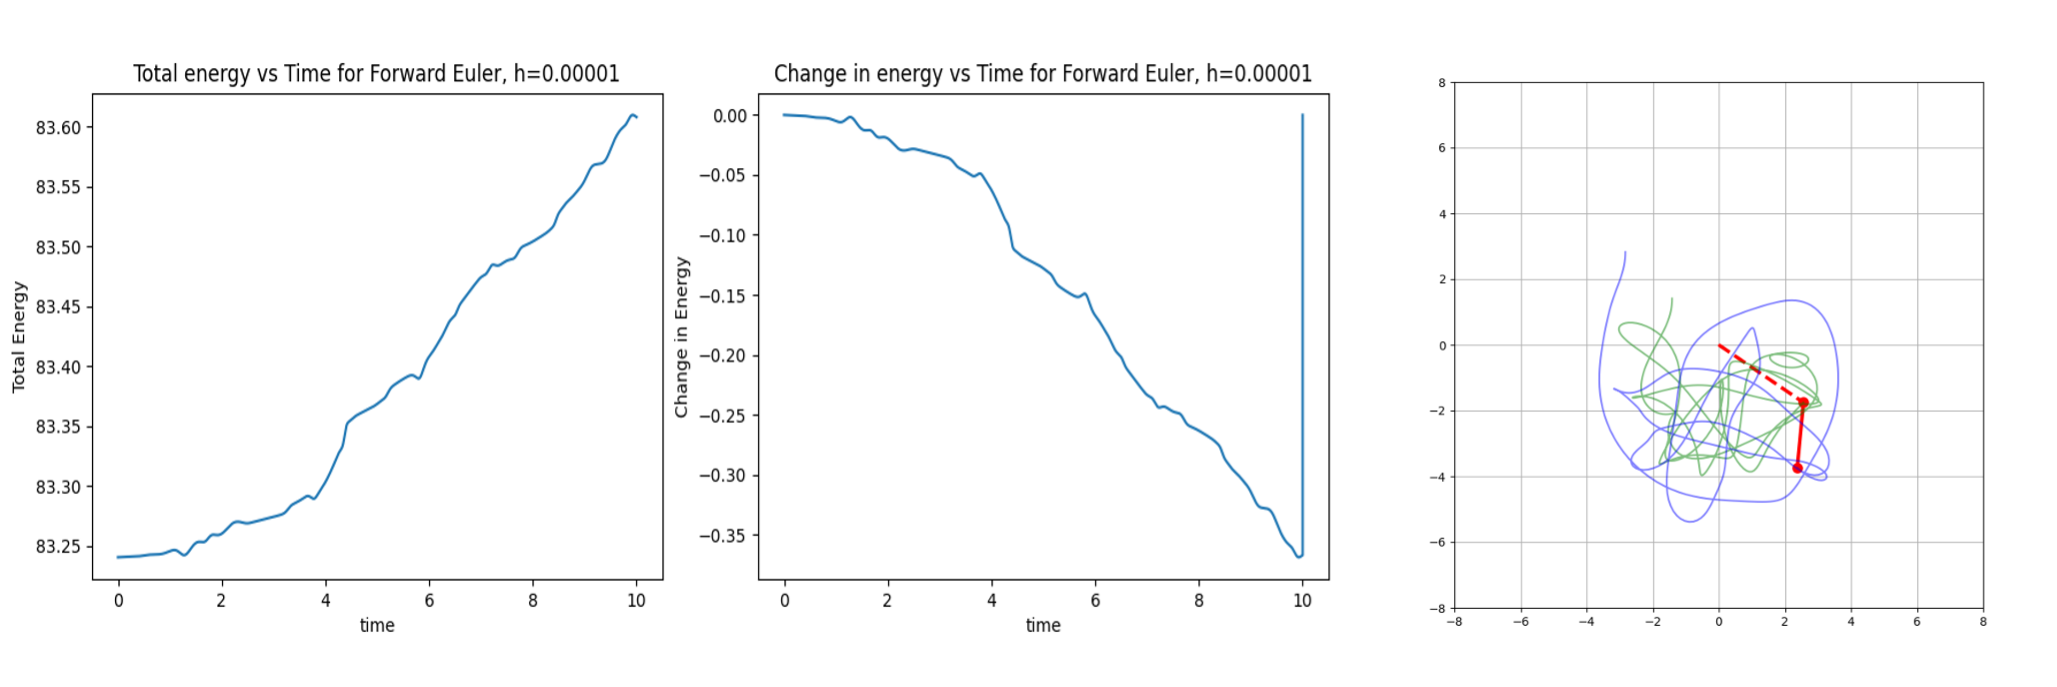 Total energy vs Time for Forward Euler, h=0.00001
Total Energy
83.60
83.55
83.50
83.45
83.40
83.35
83.30
83.25
0 2 4 6 8 10
time
Change in energy vs Time for Forward Euler, h=0.00001
Change in Energy
0.00
−0.05
−0.10
−0.15
−0.20
−0.25
−0.30
−0.35
0 2 4 6 8 10
time
8
6
4
2
0
−2
−4
−6
−8
−8 −6 −4 −2 0 2 4 6 8